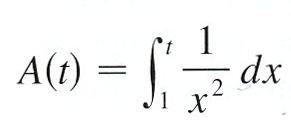 A(t) = ∫₁ᵗ 1/x² dx